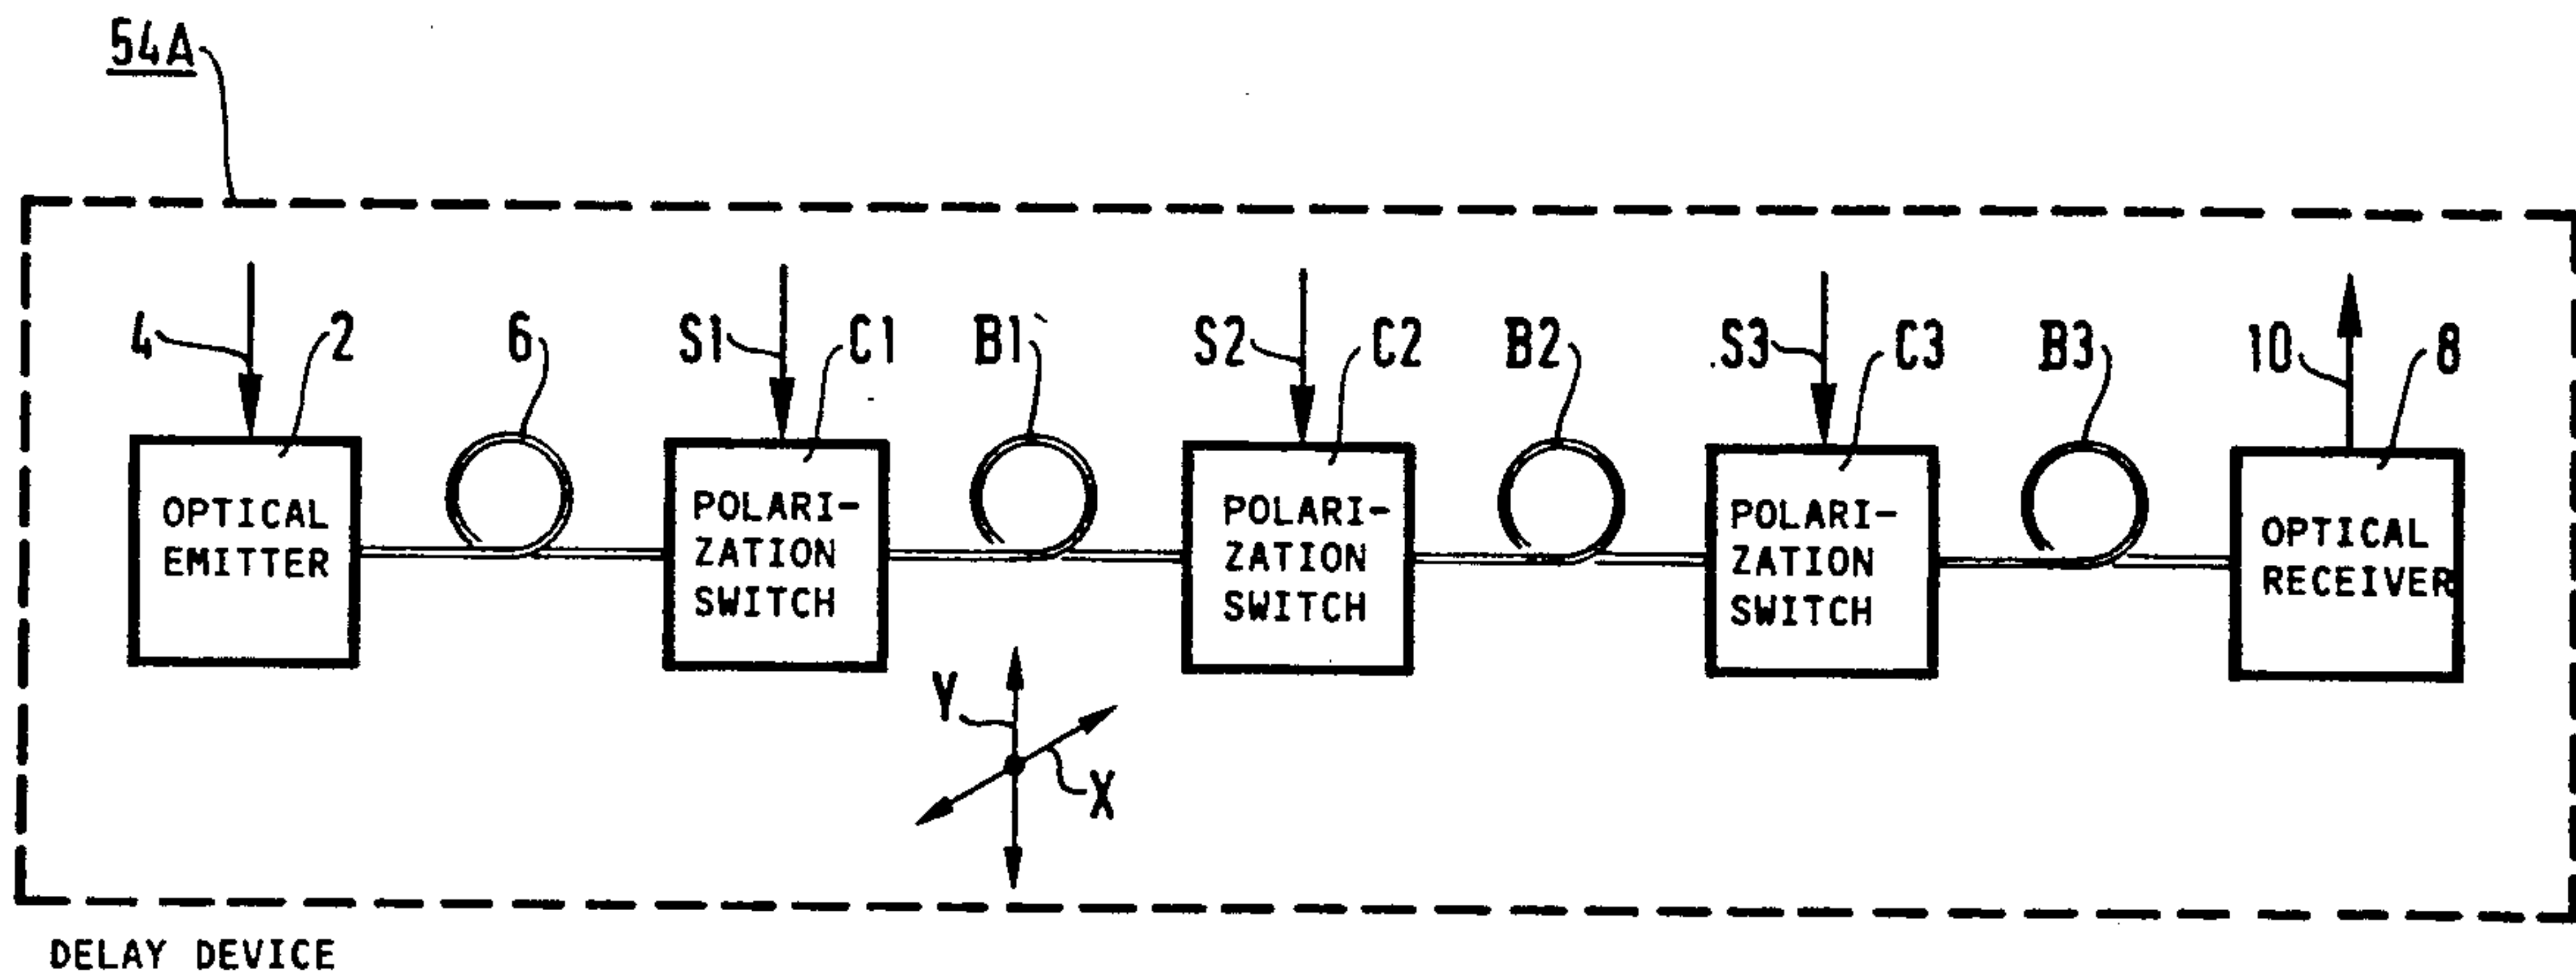 54A
4 2 6 S1 C1 B1 S2 C2 B2 S3 C3 B3 10 8
OPTICAL
EMITTER
POLARI-
ZATION
SWITCH
POLARI-
ZATION
SWITCH
POLARI-
ZATION
SWITCH
OPTICAL
RECEIVER
Y
X
DELAY DEVICE